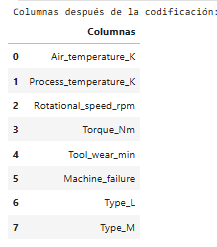 Columnas después de la codificación:
Columnas
0 Air_temperature_K
1 Process_temperature_K
2 Rotational_speed_rpm
3 Torque_Nm
4 Tool_wear_min
5 Machine_failure
6 Type_L
7 Type_M